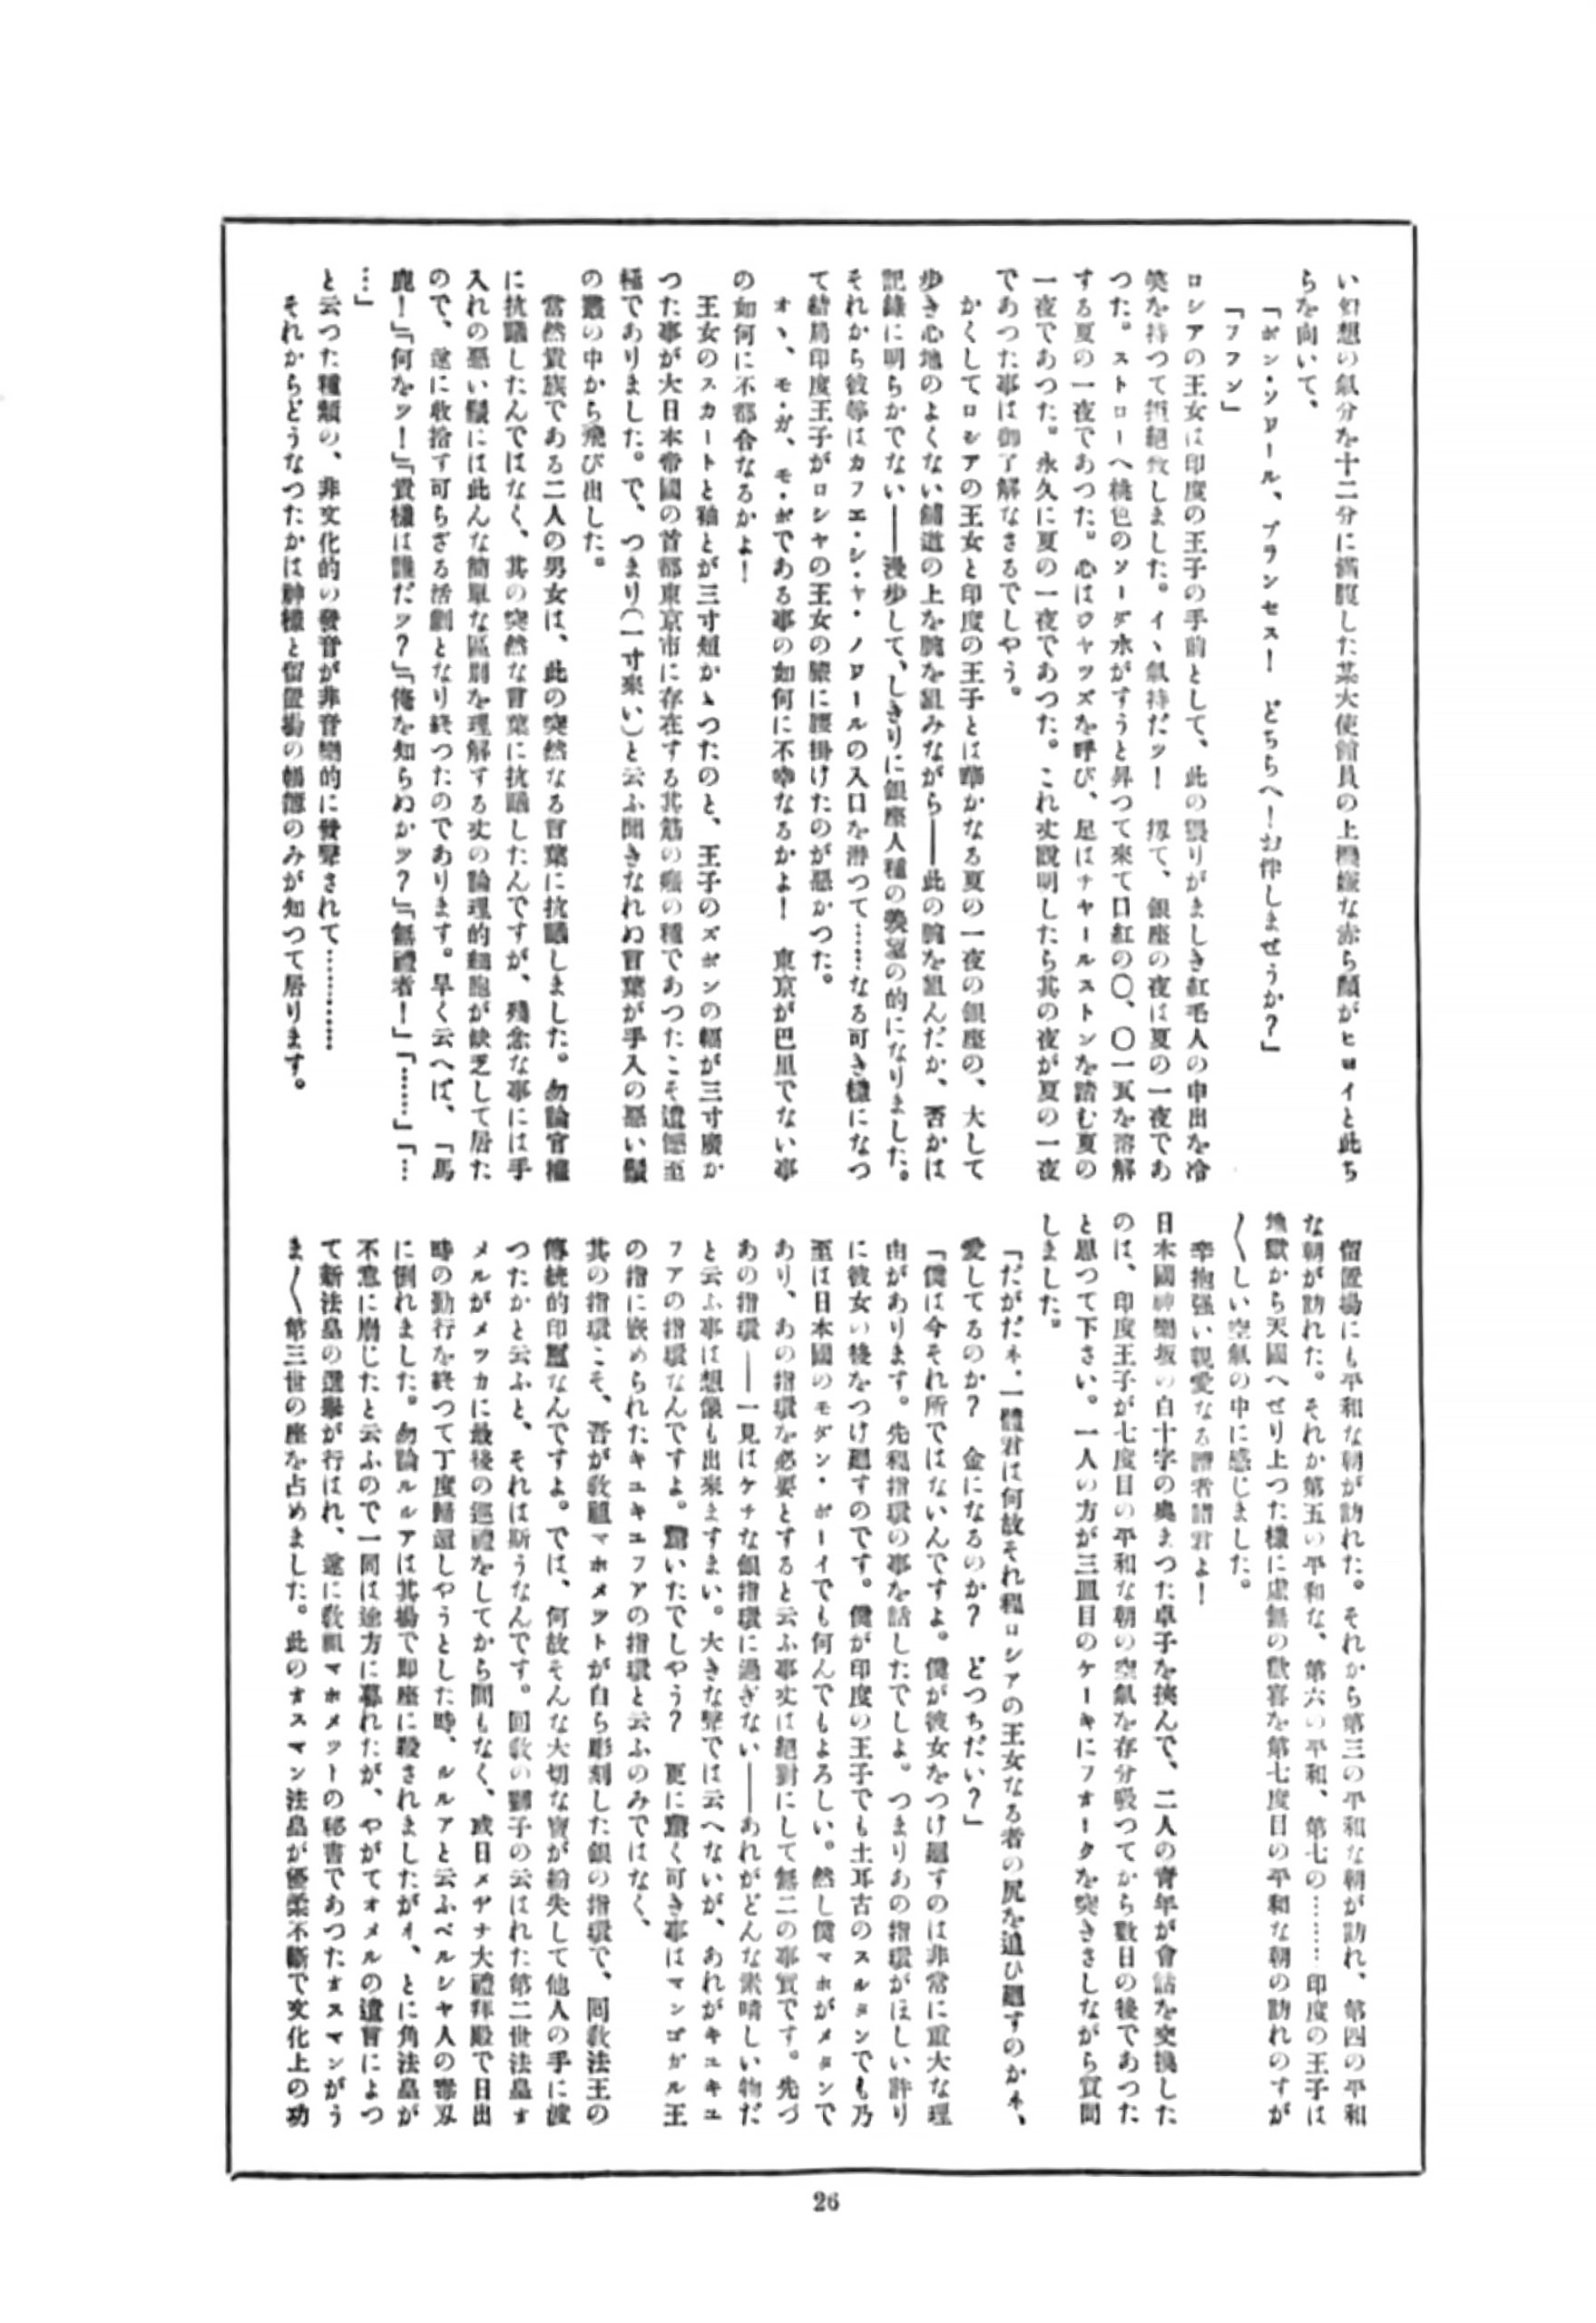 い幻想の氣分を十二分に滿腹した某大使館員の上機嫌な赤ら顏がヒヨイと此ち
らを向いて、
「ボン・ソワール、プランセス！　どちらへ！お伴しませうか？」
「フフン」
ロシアの王女は印度の王子の手前として、此の猥りがましき紅毛人の申出を冷
笑を持つて拒絕致しました。イヽ氣持だッ！　扨て、銀座の夜は夏の一夜であ
つた。ストローへ桃色のソーダ水がすうと昇つて來て口紅の〇、〇一瓦を溶解
する夏の一夜であつた。心はワヤッズを呼び、足はチャールストンを踏む夏の
一夜であつた。永久に夏の一夜であつた。これ丈說明したら其の夜が夏の一夜
であつた事は御了解なさるでしやう。
かくしてロシアの王女と印度の王子とは華かなる夏の一夜の銀座の、大して
步き心地のよくない鋪道の上を腕を組みながら――此の腕を組んだか、否かは
記錄に明らかでない――漫步して、しきりに銀座人種の羨望の的になりました。
それから彼等はカフエ・シ・ャ・ノワールの入口を潛つて……なる可き樣になつ
て結局印度王子がロシヤの王女の膝に腰掛けたのが惡かつた。
オヽ、モ・ガ、モ・ボである事の如何に不幸なるかよ！　東京が巴里でない事
の如何に不都合なるかよ！
王女のスカートと袖とが三寸短かゝつたのと、王子のズボンの幅が三寸廣か
つた事が大日本帝國の首都東京市に存在する其筋の癪の種であつたこそ遺憾至
極でありました。で、つまり（一寸來い）と云ふ聞きなれぬ言葉が手入の惡い鬚
の叢の中から飛び出した。
當然貴族である二人の男女は、此の突然なる言葉に抗議しました。勿論官權
に抗議したんではなく、其の突然な言葉に抗議したんですが、殘念な事には手
入れの惡い鬚には此んな簡單な區別を理解する丈の論理的細胞が缺乏して居た
ので、遂に收拾す可らざる活劇となり終つたのであります。早く云へば、「馬
鹿！」「何をッ！」「貴樣は誰だッ？」「俺を知らぬかッ？」「無禮者！」「……」「…
…」
と云つた種類の、非文化的の發音が非音樂的に發聲されて…………
それからどうなつたかは神樣と留置場の帳簿のみが知つて居ります。
留置場にも平和な朝が訪れた。それから第三の平和な朝が訪れ、第四の平和
な朝が訪れた。それか第五の平和な、第六の平和、第七の………印度の王子は
地獄から天國へせり上つた樣に虛無の歡喜を第七度目の平和な朝の訪れのすが
〱しい空氣の中に感じました。
辛抱强い親愛なる讀者諸君よ！
日本國神樂坂の白十字の奧まつた卓子を挾んで、二人の靑年が會話を交換した
のは、印度王子が七度目の平和な朝の空氣を存分吸つてから數日の後であつた
と思つて下さい。一人の方が三皿目のケーキにフオークを突きさしながら質問
しました。
「だがだネ、一體君は何故それ程ロシアの王女なる者の尻を追ひ廻すのかネ、
愛してるのか？　金になるのか？　どつちだい？」
「僕は今それ所ではないんですよ。僕が彼女をつけ廻すのは非常に重大な理
由があります。先程指環の事を話したでしよ。つまりあの指環がほしい許り
に彼女の後をつけ廻すのです。僕が印度の王子でも土耳古のスルタンでも乃
至は日本國のモダン・ボーイでも何んでもよろしい。然し僕マホがメタンで
あり、あの指環を必要とすると云ふ事丈は絕對にして無二の事實です。先づ
あの指環――一見はケチな銀指環に過ぎない――あれがどんな素晴しい物だ
と云ふ事は想像も出來ますまい。大きな聲では云へないが、あれがキユキユ
フアの指環なんですよ。驚いたでしやう？　更に驚く可き事はマンゴガル王
の指に嵌められたキユキユフアの指環と云ふのみではなく、
其の指環こそ、吾が敎祖マホメツトが自ら彫刻した銀の指環で、同敎法王の
傳統的印璽なんですよ。では、何故そんな大切な寶が紛失して他人の手に渡
つたかと云ふと、それは斯うなんです。回敎の獅子の云はれた第二世法皇オ
メルがメツカに最後の巡禮をしてから間もなく、或日メヂナ大禮拜殿で日出
時の勤行を終つて丁度歸還しやうとした時、ルルアと云ふペルシヤ人の毒刄
に倒れました。勿論ルルアは其場で卽座に殺されましたがイ、とに角法皇が
不意に崩じたと云ふので一同は途方に暮れたが、やがてオメルの遺言によつ
て新法皇の選擧が行はれ、遂に敎祖マホメツトの祕書であつたオスマンがう
ま〱第三世の座を占めました。此のオスマン法皇が優柔不斷で文化上の功
26